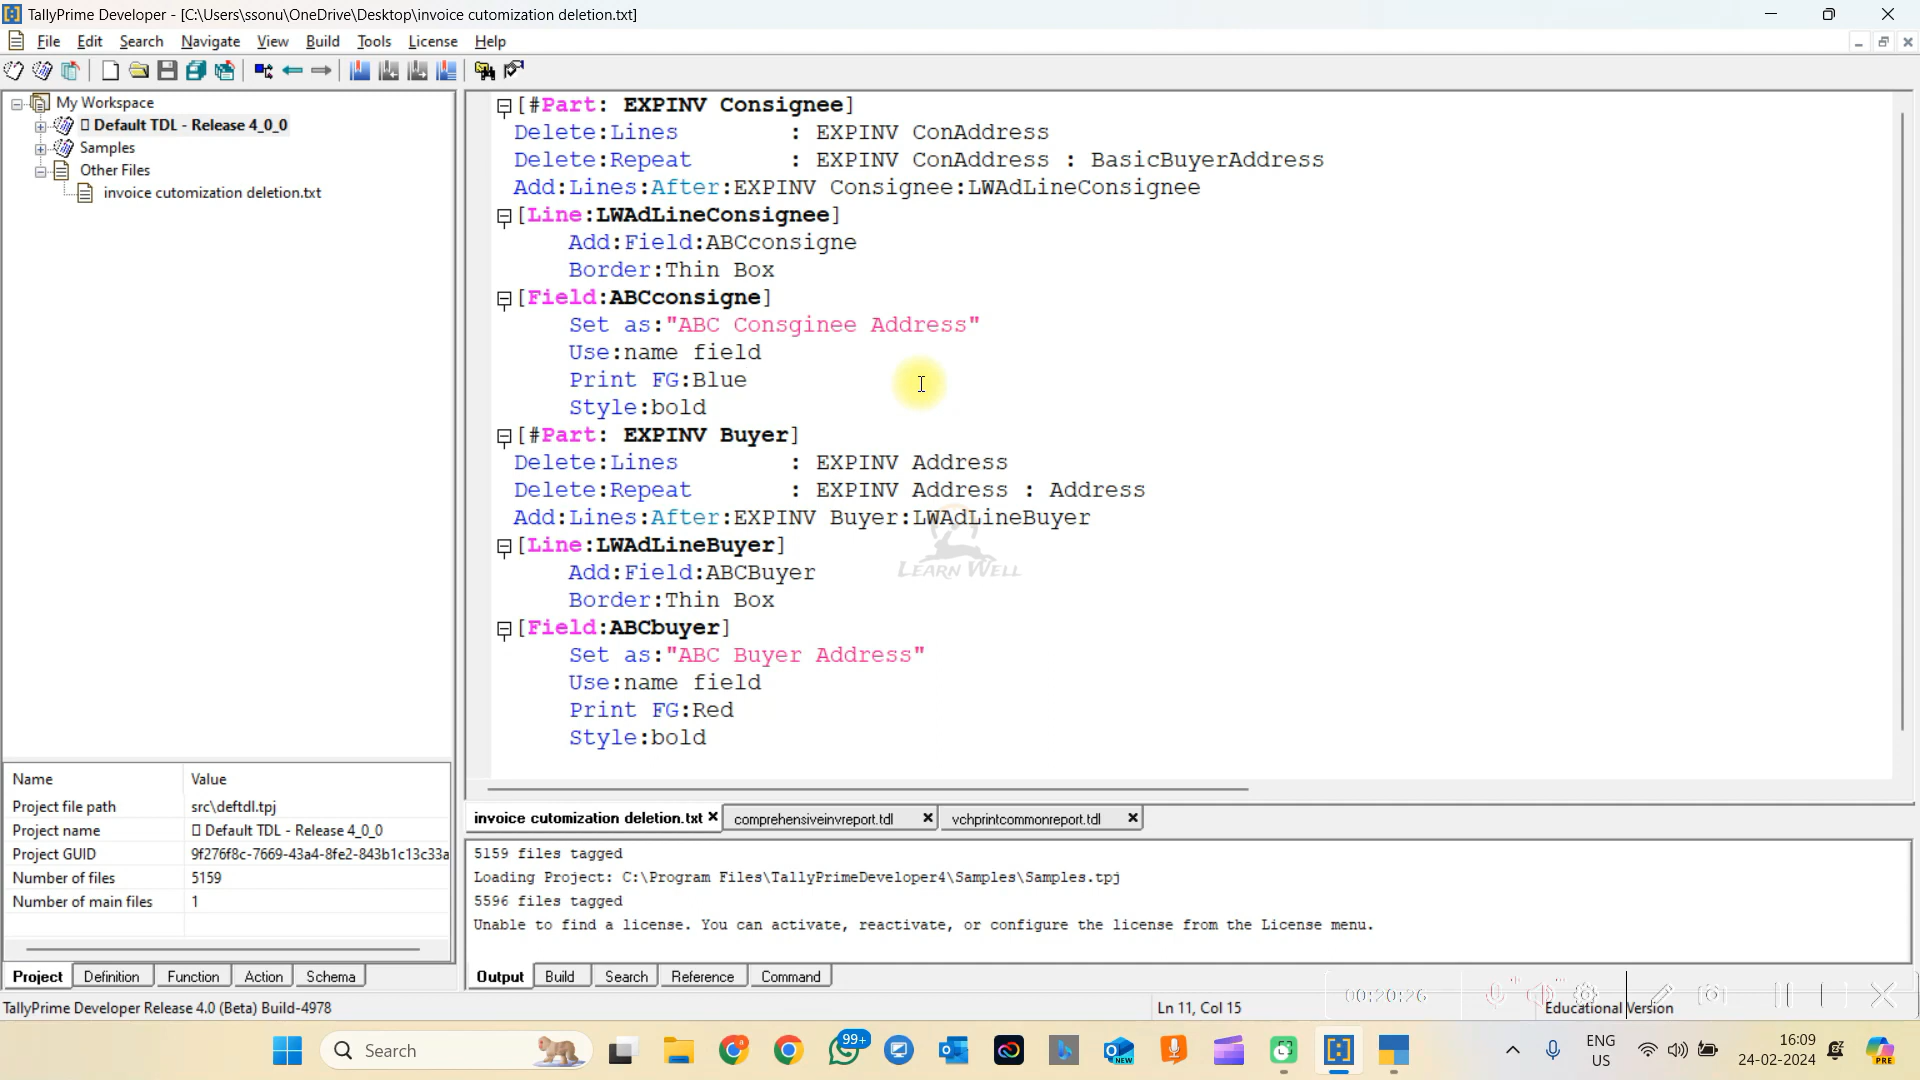 TallyPrime Developer - [C:\Users\ssonu\OneDrive\Desktop\invoice cutomization deletion.txt]
File Edit Search Navigate View Build Tools License Help
My Workspace
Default TDL - Release 4_0_0
Samples
Other Files
invoice cutomization deletion.txt
[#Part: EXPINV Consignee]
Delete:Lines : EXPINV ConAddress
Delete:Repeat : EXPINV ConAddress : BasicBuyerAddress
Add:Lines:After:EXPINV Consignee:LWAdLineConsignee
[Line:LWAdLineConsignee]
Add:Field:ABCconsigne
Border:Thin Box
[Field:ABCconsigne]
Set as:"ABC Consginee Address"
Use:name field
Print FG:Blue
Style:bold
[#Part: EXPINV Buyer]
Delete:Lines : EXPINV Address
Delete:Repeat : EXPINV Address : Address
Add:Lines:After:EXPINV Buyer:LWAdLineBuyer
[Line:LWAdLineBuyer]
Add:Field:ABCBuyer
Border:Thin Box
[Field:ABCbuyer]
Set as:"ABC Buyer Address"
Use:name field
Print FG:Red
Style:bold
LEARN WELL
Name Value
Project file path src\deftdl.tpj
Project name Default TDL - Release 4_0_0
Project GUID 9f276f8c-7669-43a4-8fe2-843b1c13c33a
Number of files 5159
Number of main files 1
Project Definition Function Action Schema
invoice cutomization deletion.txt comprehensiveinvreport.tdl vchprintcommonreport.tdl
5159 files tagged
Loading Project: C:\Program Files\TallyPrimeDeveloper4\Samples\Samples.tpj
5596 files tagged
Unable to find a license. You can activate, reactivate, or configure the license from the License menu.
Output Build Search Reference Command
00:20:26
TallyPrime Developer Release 4.0 (Beta) Build-4978 Ln 11, Col 15 Educational Version
Search
99+
NEW
ENG
US
16:09
24-02-2024
PRE